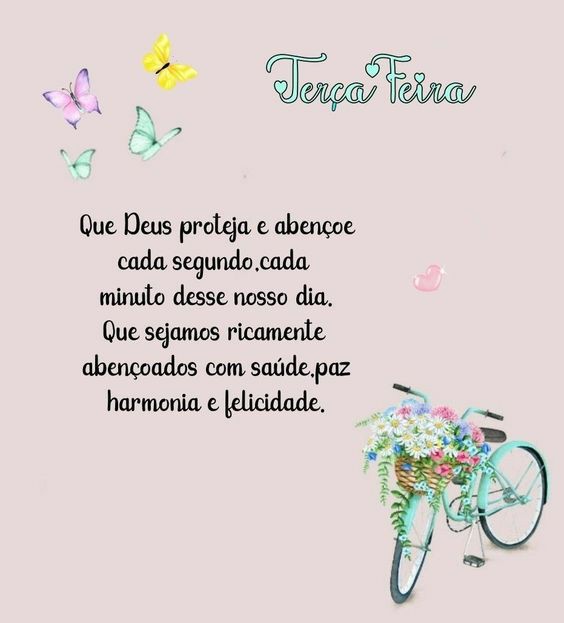 Terça Feira
Que Deus proteja e abençoe
cada segundo,cada
minuto desse nosso dia.
Que sejamos ricamente
abençoados com saúde,paz
harmonia e felicidade.